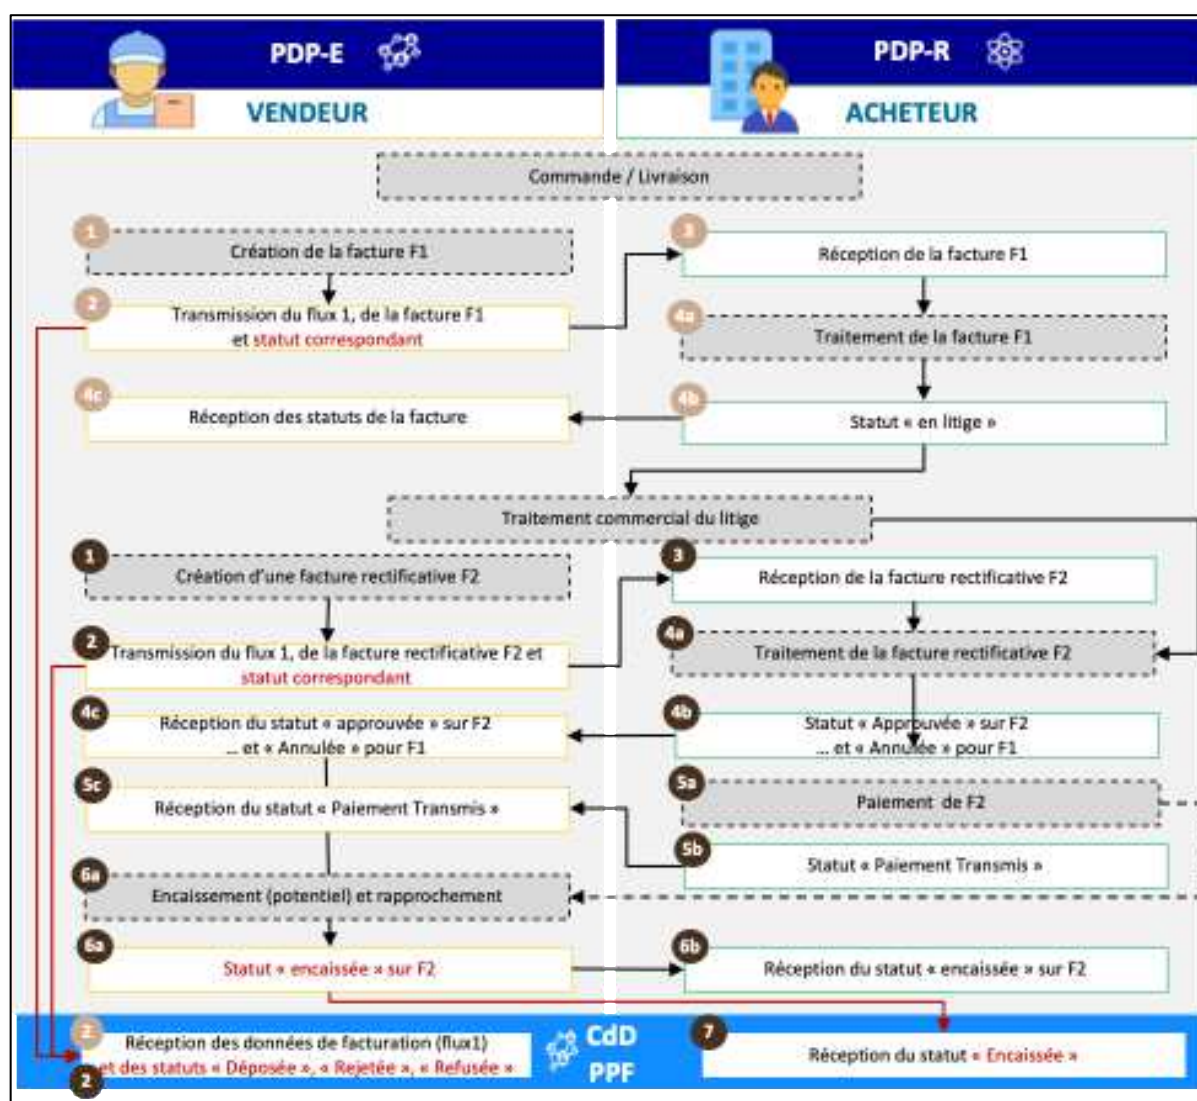 PDP-E
PDP-R
VENDEUR
ACHETEUR
Commande / Livraison
1
Création de la facture F1
3
Réception de la facture F1
2
Transmission du flux 1, de la facture F1
et statut correspondant
4a
Traitement de la facture F1
4c
Réception des statuts de la facture
4b
Statut « en litige »
Traitement commercial du litige
1
Création d'une facture rectificative F2
3
Réception de la facture rectificative F2
2
Transmission du flux 1, de la facture rectificative F2 et
statut correspondant
4a
Traitement de la facture rectificative F2
4c
Réception du statut « approuvée » sur F2
... et « Annulée » pour F1
4b
Statut « Approuvée » sur F2
... et « Annulée » pour F1
5c
Réception du statut « Paiement Transmis »
5a
Paiement de F2
5b
Statut « Paiement Transmis »
6a
Encaissement (potentiel) et rapprochement
6a
Statut « encaissée » sur F2
6b
Réception du statut « encaissée » sur F2
2
Réception des données de facturation (flux1)
et des statuts « Déposée », « Rejetée », « Refusée »
2
CdD
PPF
7
Réception du statut « Encaissée »